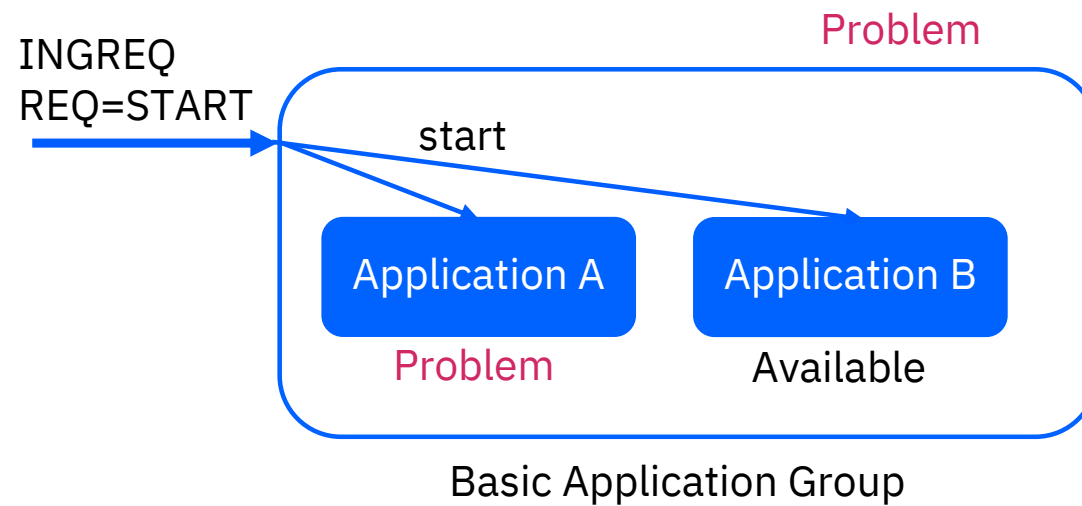 Problem
INGREQ
REQ=START
start
Application A
Application B
Problem
Available
Basic Application Group